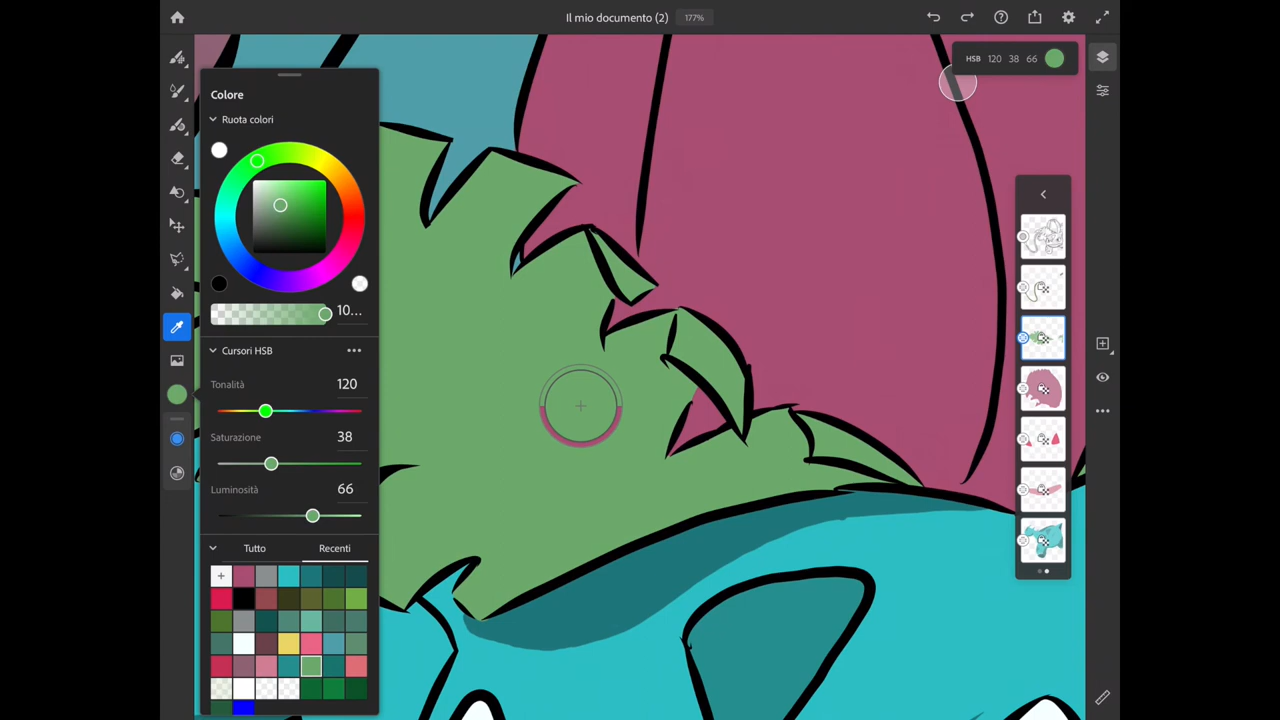 Il mio documento (2) 177%
HSB 120 38 66
Colore
Ruota colori
10...
Cursori HSB
Tonalità 120
Saturazione 38
Luminosità 66
Tutto Recenti